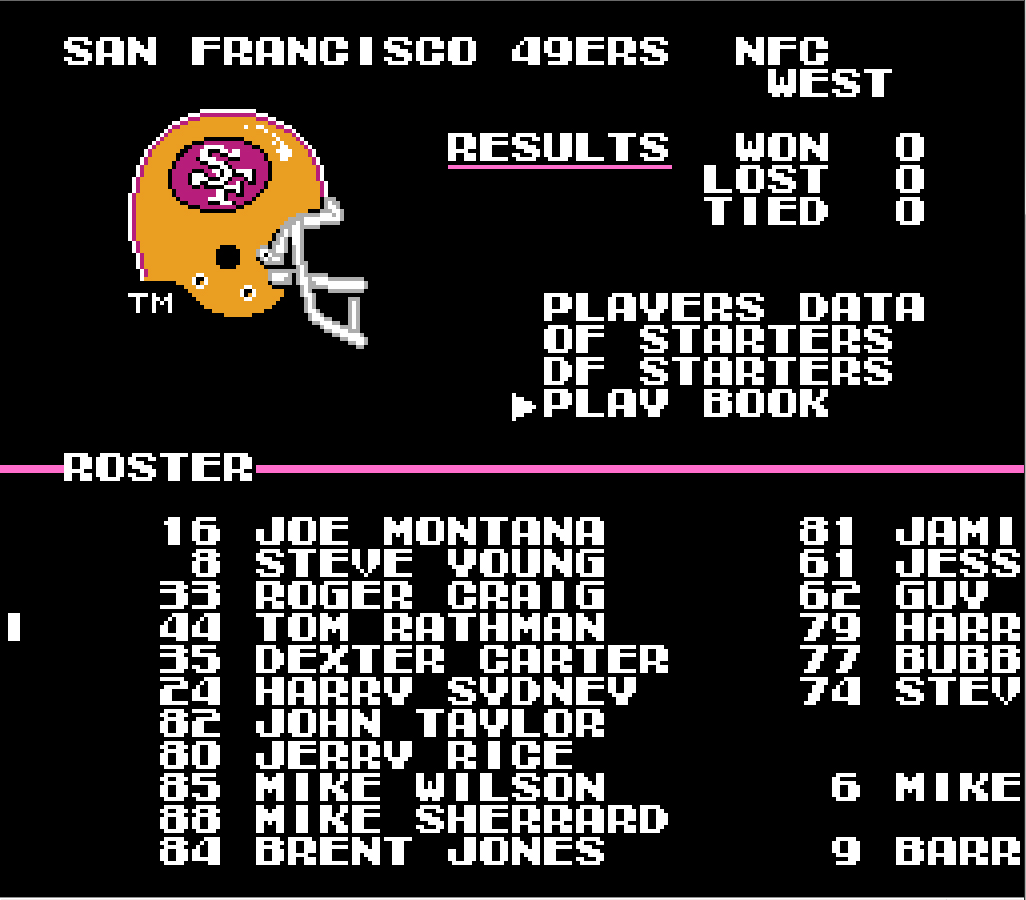 SAN FRANCISCO 49ERS NFC
WEST
SF
RESULTS WON 0
LOST 0
TIED 0
TM
PLAYERS DATA
OF STARTERS
DF STARTERS
PLAY BOOK
ROSTER
16 JOE MONTANA 81 JAMI
8 STEVE YOUNG 61 JESS
33 ROGER CRAIG 62 GUY
44 TOM RATHMAN 79 HARR
35 DEXTER CARTER 77 BUBB
24 HARRY SYDNEY 74 STEV
82 JOHN TAYLOR
80 JERRY RICE
85 MIKE WILSON 6 MIKE
88 MIKE SHERRARD
84 BRENT JONES 9 BARR